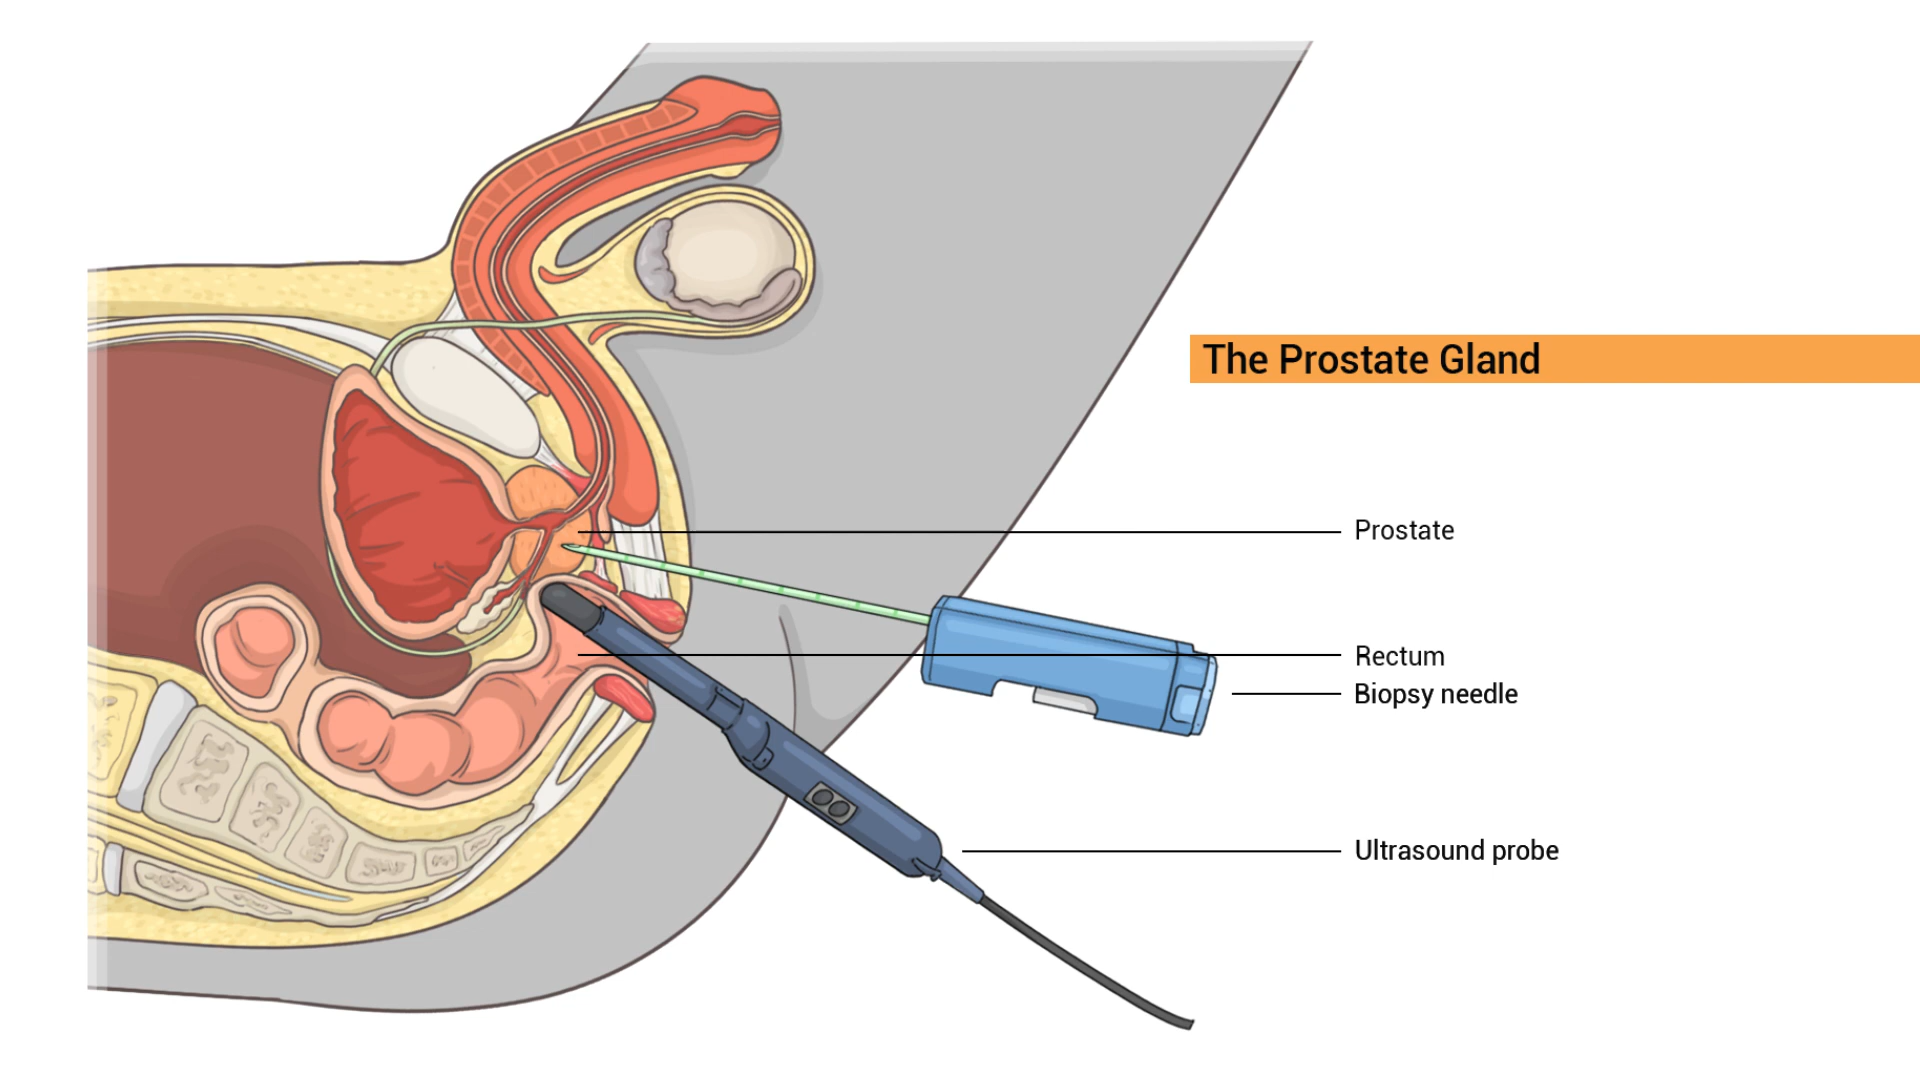 The Prostate Gland
Prostate
Rectum
Biopsy needle
Ultrasound probe